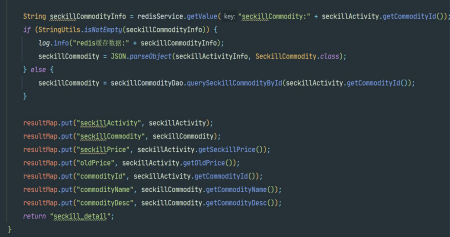 String seckillCommodityInfo = redisService.getValue( key: "seckillCommodity:" + seckillActivity.getCommodityId());
if (StringUtils.isNotEmpty(seckillCommodityInfo)) {
log.info("redis缓存数据:" + seckillCommodityInfo);
seckillCommodity = JSON.parseObject(seckillActivityInfo, SeckillCommodity.class);
} else {
seckillCommodity = seckillCommodityDao.querySeckillCommodityById(seckillActivity.getCommodityId());
}
resultMap.put("seckillActivity", seckillActivity);
resultMap.put("seckillCommodity", seckillCommodity);
resultMap.put("seckillPrice", seckillActivity.getSeckillPrice());
resultMap.put("oldPrice", seckillActivity.getOldPrice());
resultMap.put("commodityId", seckillActivity.getCommodityId());
resultMap.put("commodityName", seckillCommodity.getCommodityName());
resultMap.put("commodityDesc", seckillCommodity.getCommodityDesc());
return "seckill_detail";
}